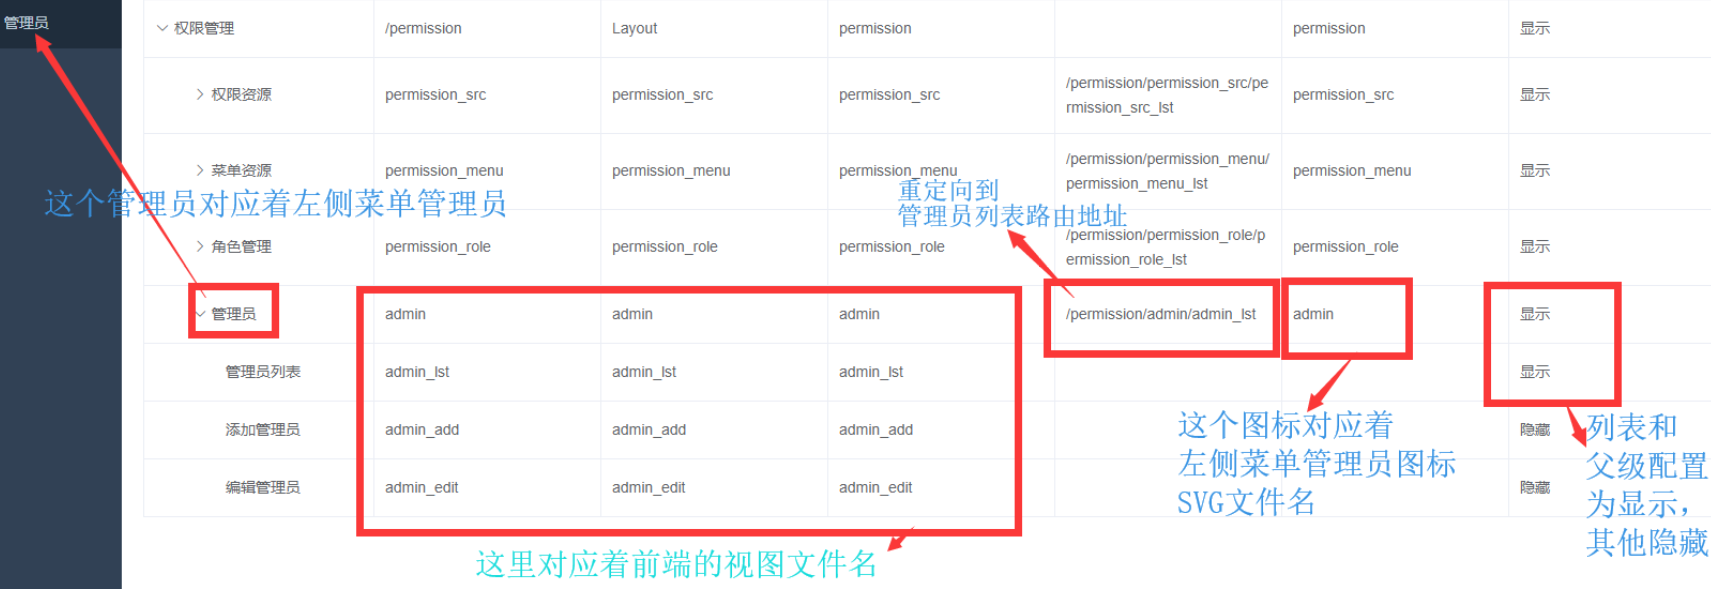 管理员
权限管理 /permission Layout permission permission 显示
权限资源 permission_src permission_src permission_src /permission/permission_src/pe permission_src 显示
rmission_src_lst
菜单资源 permission_menu permission_menu permission_menu /permission/permission_menu/ permission_menu 显示
permission_menu_lst
这个管理员对应着左侧菜单管理员
重定向到
管理员列表路由地址
角色管理 permission_role permission_role permission_role /permission/permission_role/p permission_role 显示
ermission_role_lst
管理员 admin admin admin /permission/admin/admin_lst admin 显示
管理员列表 admin_lst admin_lst admin_lst 显示
添加管理员 admin_add admin_add admin_add 隐藏
编辑管理员 admin_edit admin_edit admin_edit 隐藏
这个图标对应着
左侧菜单管理员图标
SVG文件名
列表和
父级配置
为显示，
其他隐藏
这里对应着前端的视图文件名